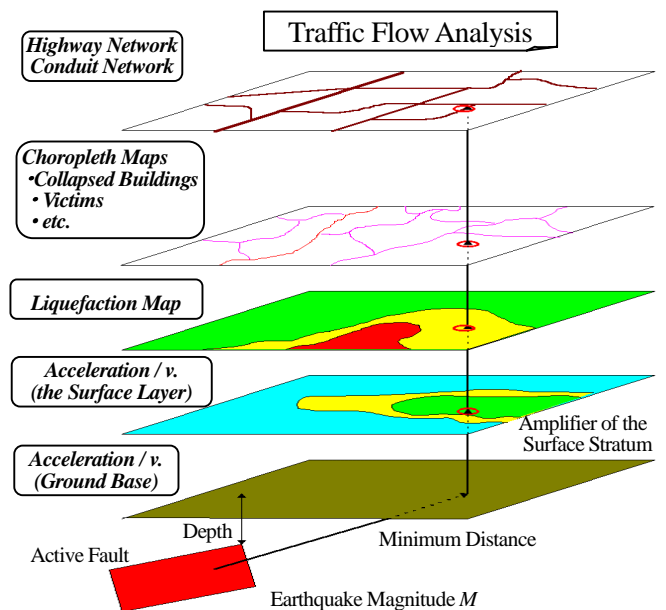 Traffic Flow Analysis
Highway Network
Conduit Network
Choropleth Maps
・Collapsed Buildings
・ Victims
・ etc.
Liquefaction Map
Acceleration / v.
(the Surface Layer)
Amplifier of the
Surface Stratum
Acceleration / v.
(Ground Base)
Depth
Minimum Distance
Active Fault
Earthquake Magnitude M